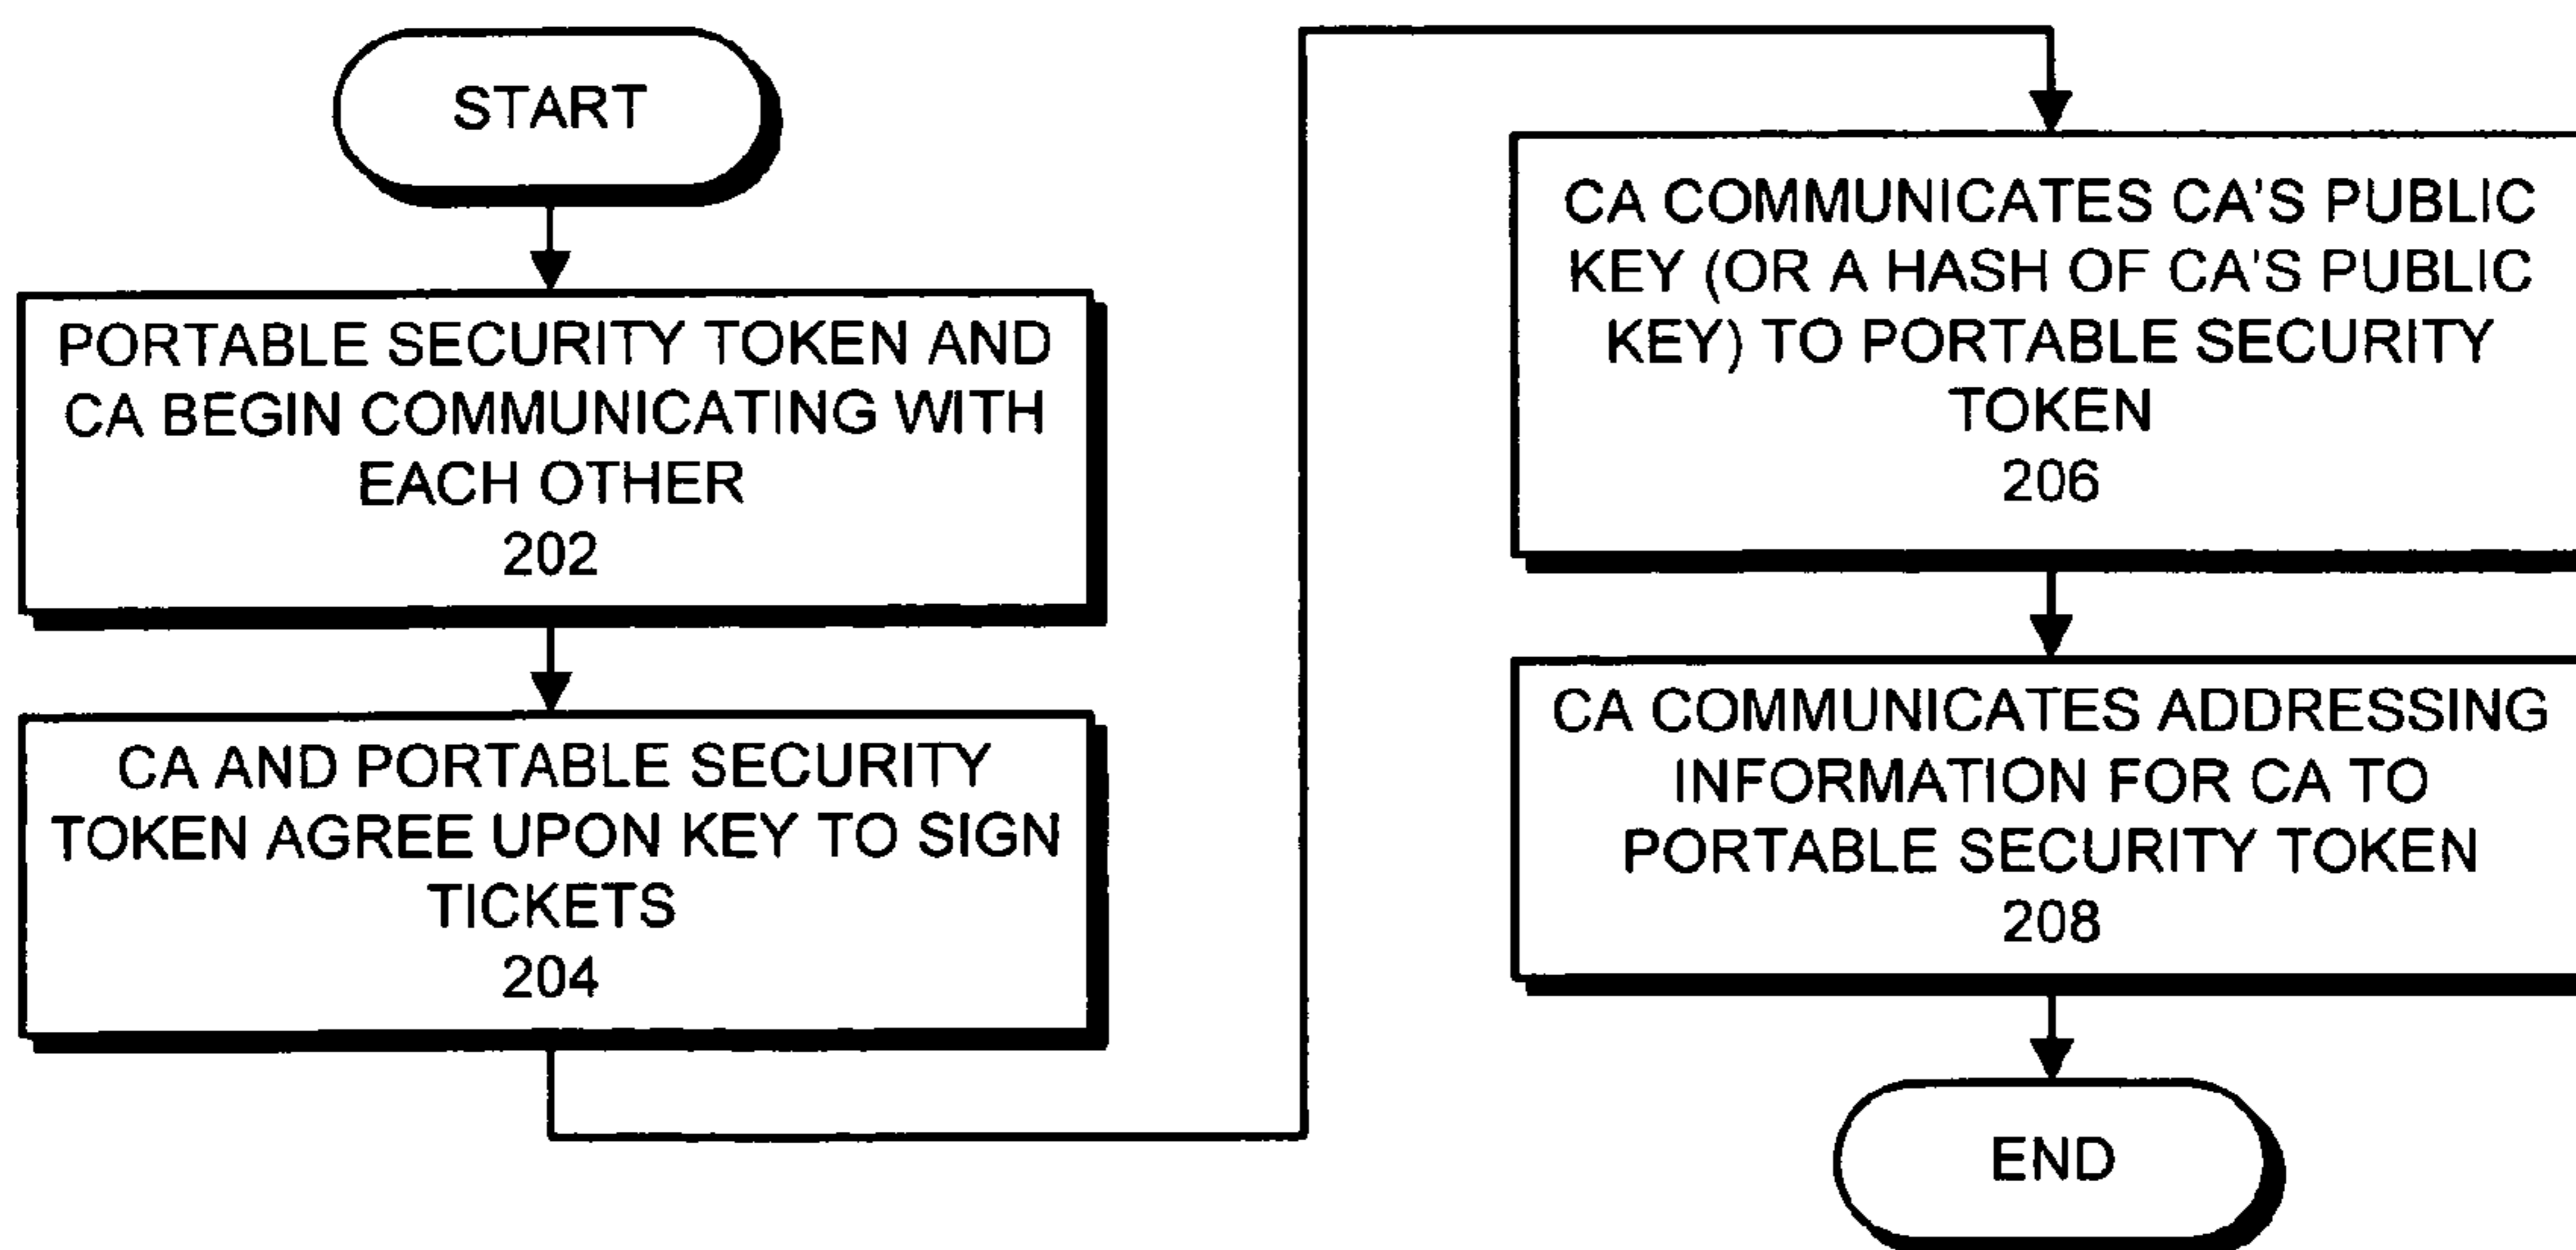 START
PORTABLE SECURITY TOKEN AND
CA BEGIN COMMUNICATING WITH
EACH OTHER
202
CA AND PORTABLE SECURITY
TOKEN AGREE UPON KEY TO SIGN
TICKETS
204
CA COMMUNICATES CA'S PUBLIC
KEY (OR A HASH OF CA'S PUBLIC
KEY) TO PORTABLE SECURITY
TOKEN
206
CA COMMUNICATES ADDRESSING
INFORMATION FOR CA TO
PORTABLE SECURITY TOKEN
208
END